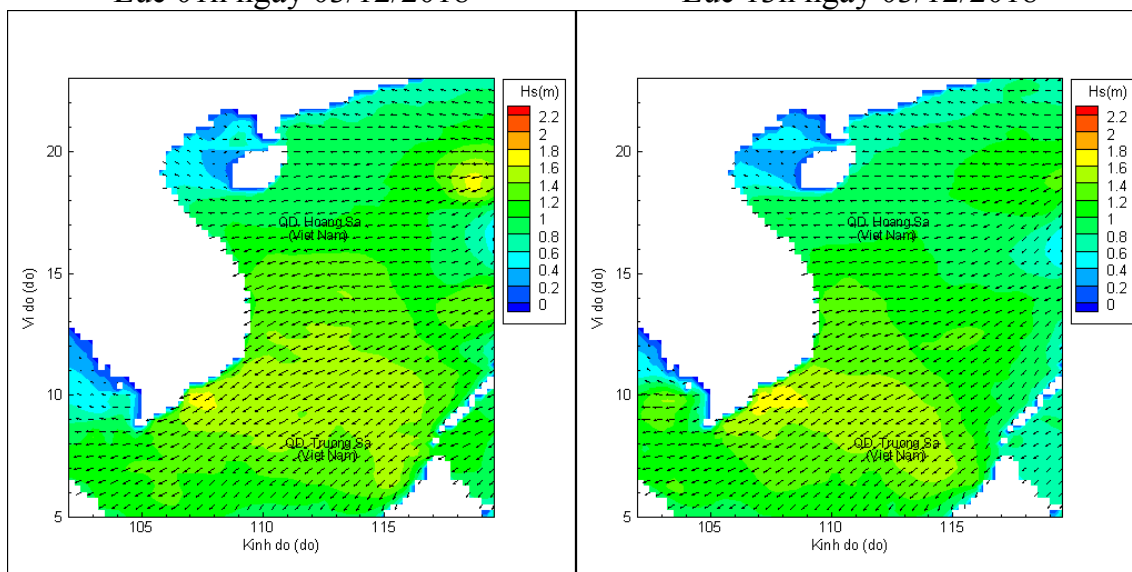 Hs(m)
2.2
2
1.8
1.6
1.4
1.2
1
0.8
0.6
0.4
0.2
0
20
15
10
5
Vi do (do)
QD. Hoang Sa
(Viet Nam)
QD. Truong Sa
(Viet Nam)
105
110
115
Kinh do (do)
Hs(m)
2.2
2
1.8
1.6
1.4
1.2
1
0.8
0.6
0.4
0.2
0
20
15
10
5
Vi do (do)
QD. Hoang Sa
(Viet Nam)
QD. Truong Sa
(Viet Nam)
105
110
115
Kinh do (do)